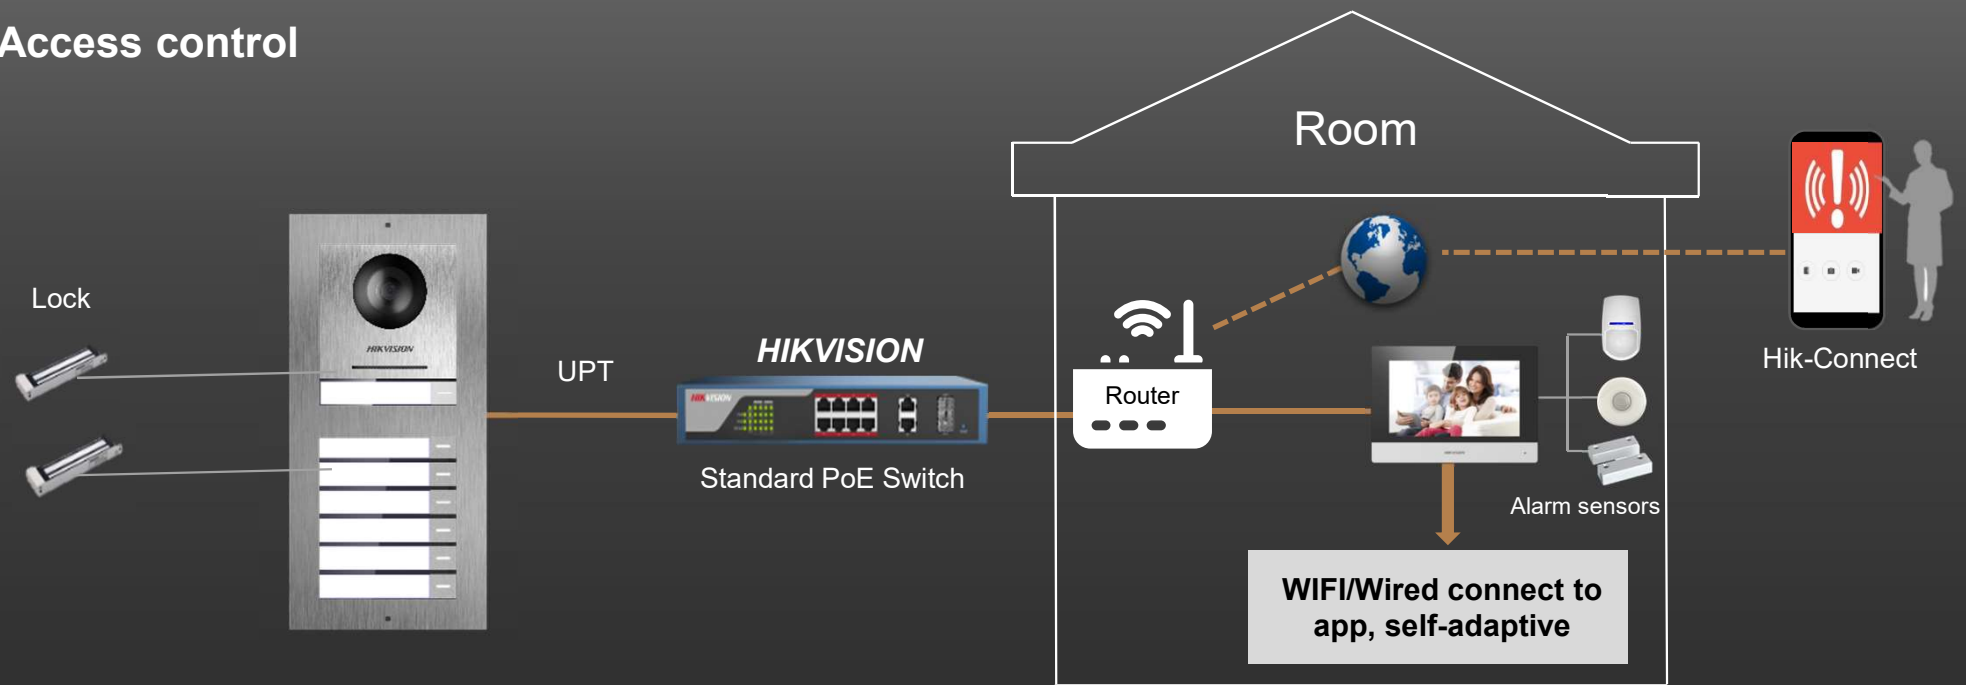 Access control
Room
Lock
HIKVISION
UPT
HIKVISION
HIKVISION
Standard PoE Switch
Router
Hik-Connect
Alarm sensors
WIFI/Wired connect to
app, self-adaptive